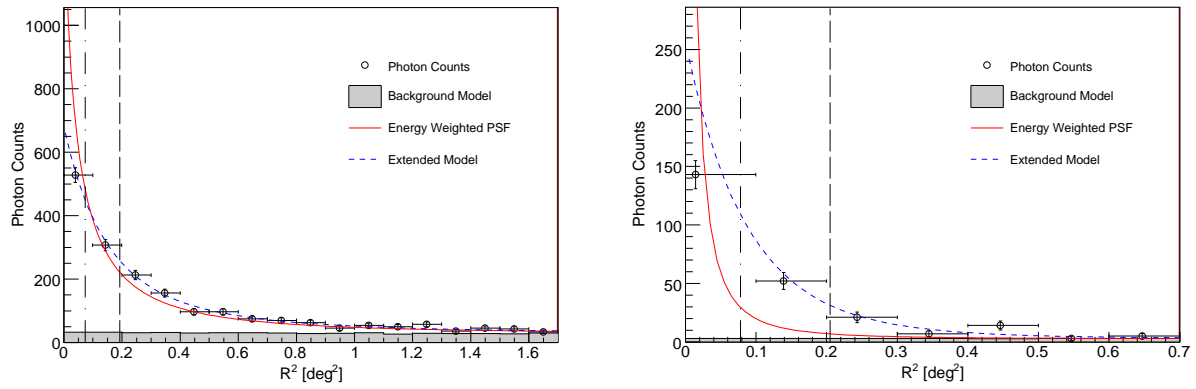 Photon Counts
1000
800
600
400
200
0
0 0.2 0.4 0.6 0.8 1.0 1.2 1.4 1.6
R² [deg²]
Photon Counts
Background Model
Energy Weighted PSF
Extended Model
Photon Counts
250
200
150
100
50
0
0 0.1 0.2 0.3 0.4 0.5 0.6 0.7
R² [deg²]
Photon Counts
Background Model
Energy Weighted PSF
Extended Model